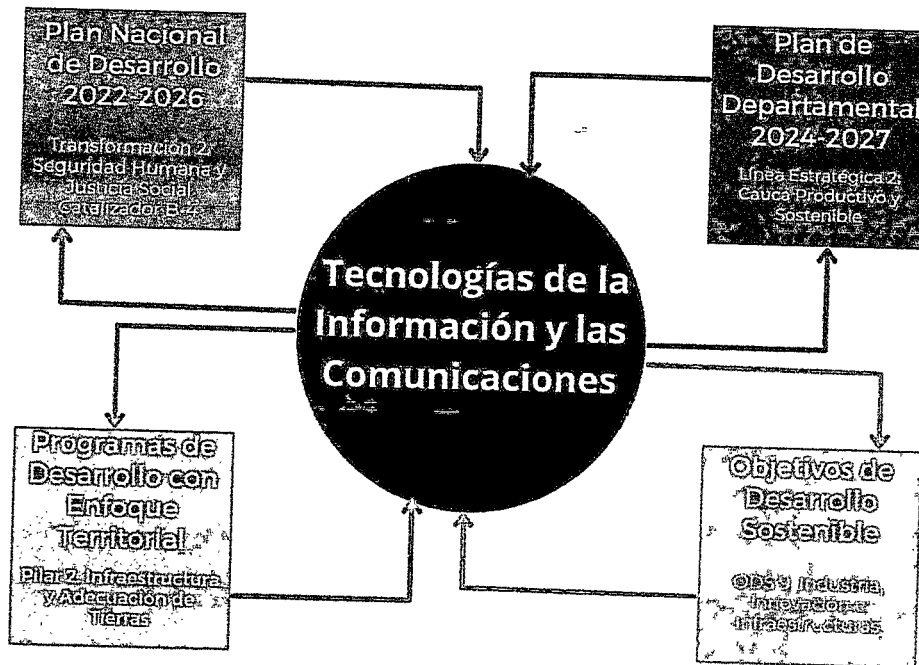 Plan Nacional
de Desarrollo
2022-2026
Transformación 2:
Seguridad Humana y
Justicia Social
Catalizador B-4
Plan de
Desarrollo
Departamental
2024-2027
Línea Estratégica 2:
Cauca Productivo y
Sostenible
Tecnologías de la
Información y las
Comunicaciones
Programas de
Desarrollo con
Enfoque
Territorial
Pilar 2. Infraestructura
y Adecuación de
Tierras
Objetivos de
Desarrollo
Sostenible
ODS 9 Industria,
Innovación e
Infraestructuras